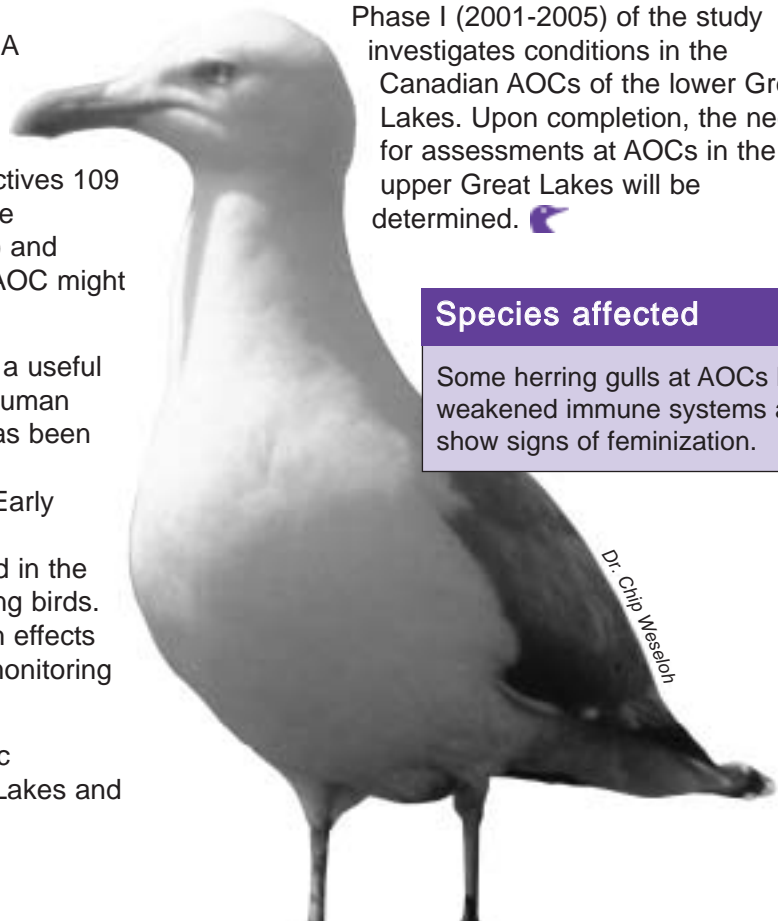 A
ctives 109
e
and
AOC might
a useful
uman
as been
Early
d in the
ng birds.
n effects
monitoring
c
Lakes and
Phase I (2001-2005) of the study
investigates conditions in the
Canadian AOCs of the lower Gre
Lakes. Upon completion, the ne
for assessments at AOCs in the
upper Great Lakes will be
determined.
Species affected
Some herring gulls at AOCs
weakened immune systems a
show signs of feminization.
Dr. Chip Weseloh